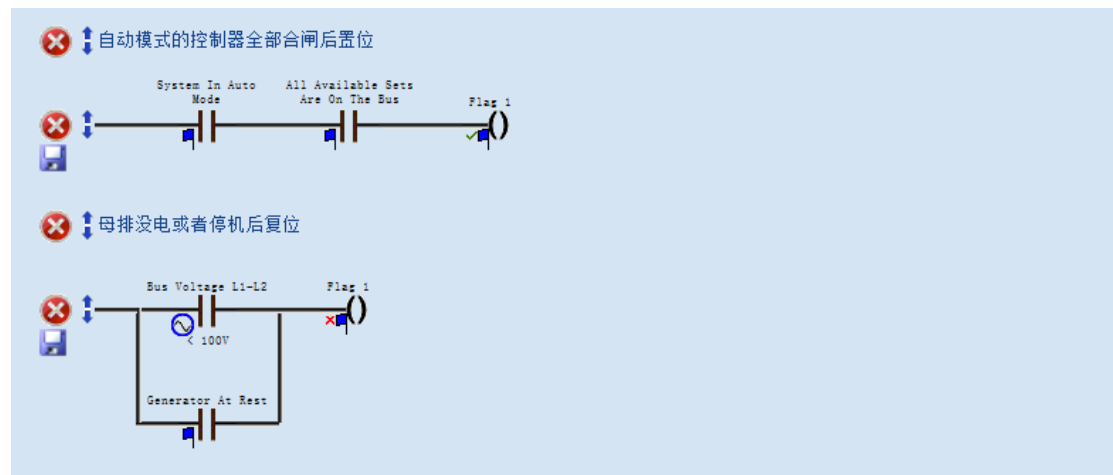 自动模式的控制器全部合闸后置位
System In Auto
Mode
All Available Sets
Are On The Bus
Flag 1
母排没电或者停机后复位
Bus Voltage L1-L2
Flag 1
< 100V
Generator At Rest